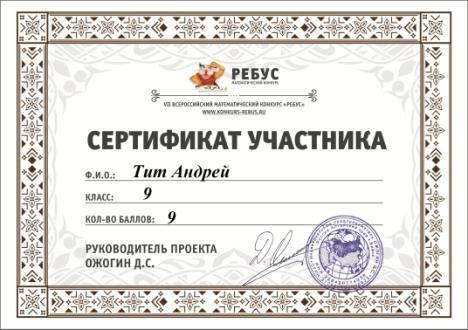 РЕБУС
МАТЕМАТИЧЕСКИЙ КОНКУРС
VII ВСЕРОССИЙСКИЙ МАТЕМАТИЧЕСКИЙ КОНКУРС «РЕБУС»
WWW.KONKURS-REBUS.RU
СЕРТИФИКАТ УЧАСТНИКА
Ф.И.О.: Тит Андрей
КЛАСС: 9
КОЛ-ВО БАЛЛОВ: 9
РУКОВОДИТЕЛЬ ПРОЕКТА
ОЖОГИН Д.С.